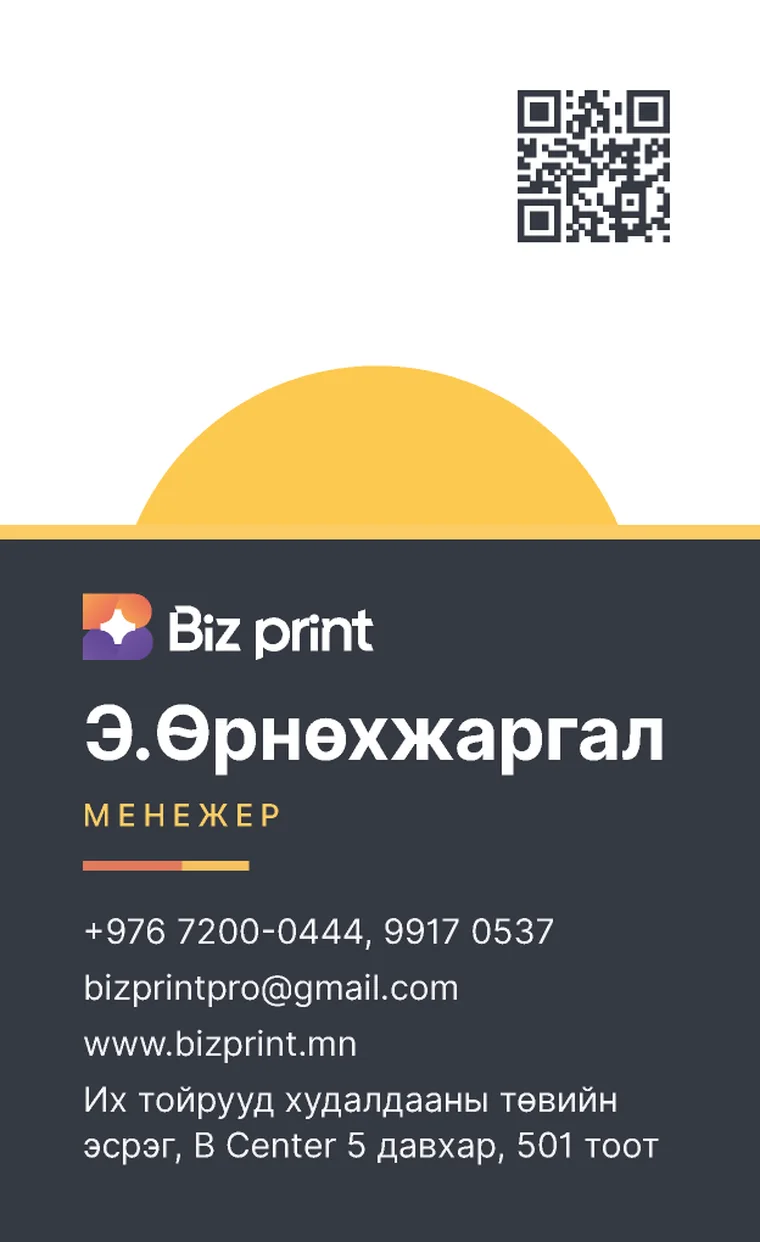 Biz print
Э.Өрнөхжаргал
МЕНЕЖЕР
+976 7200-0444, 9917 0537
bizprintpro@gmail.com
www.bizprint.mn
Их тойрууд худалдааны төвийн
эсрэг, B Center 5 давхар, 501 тоот